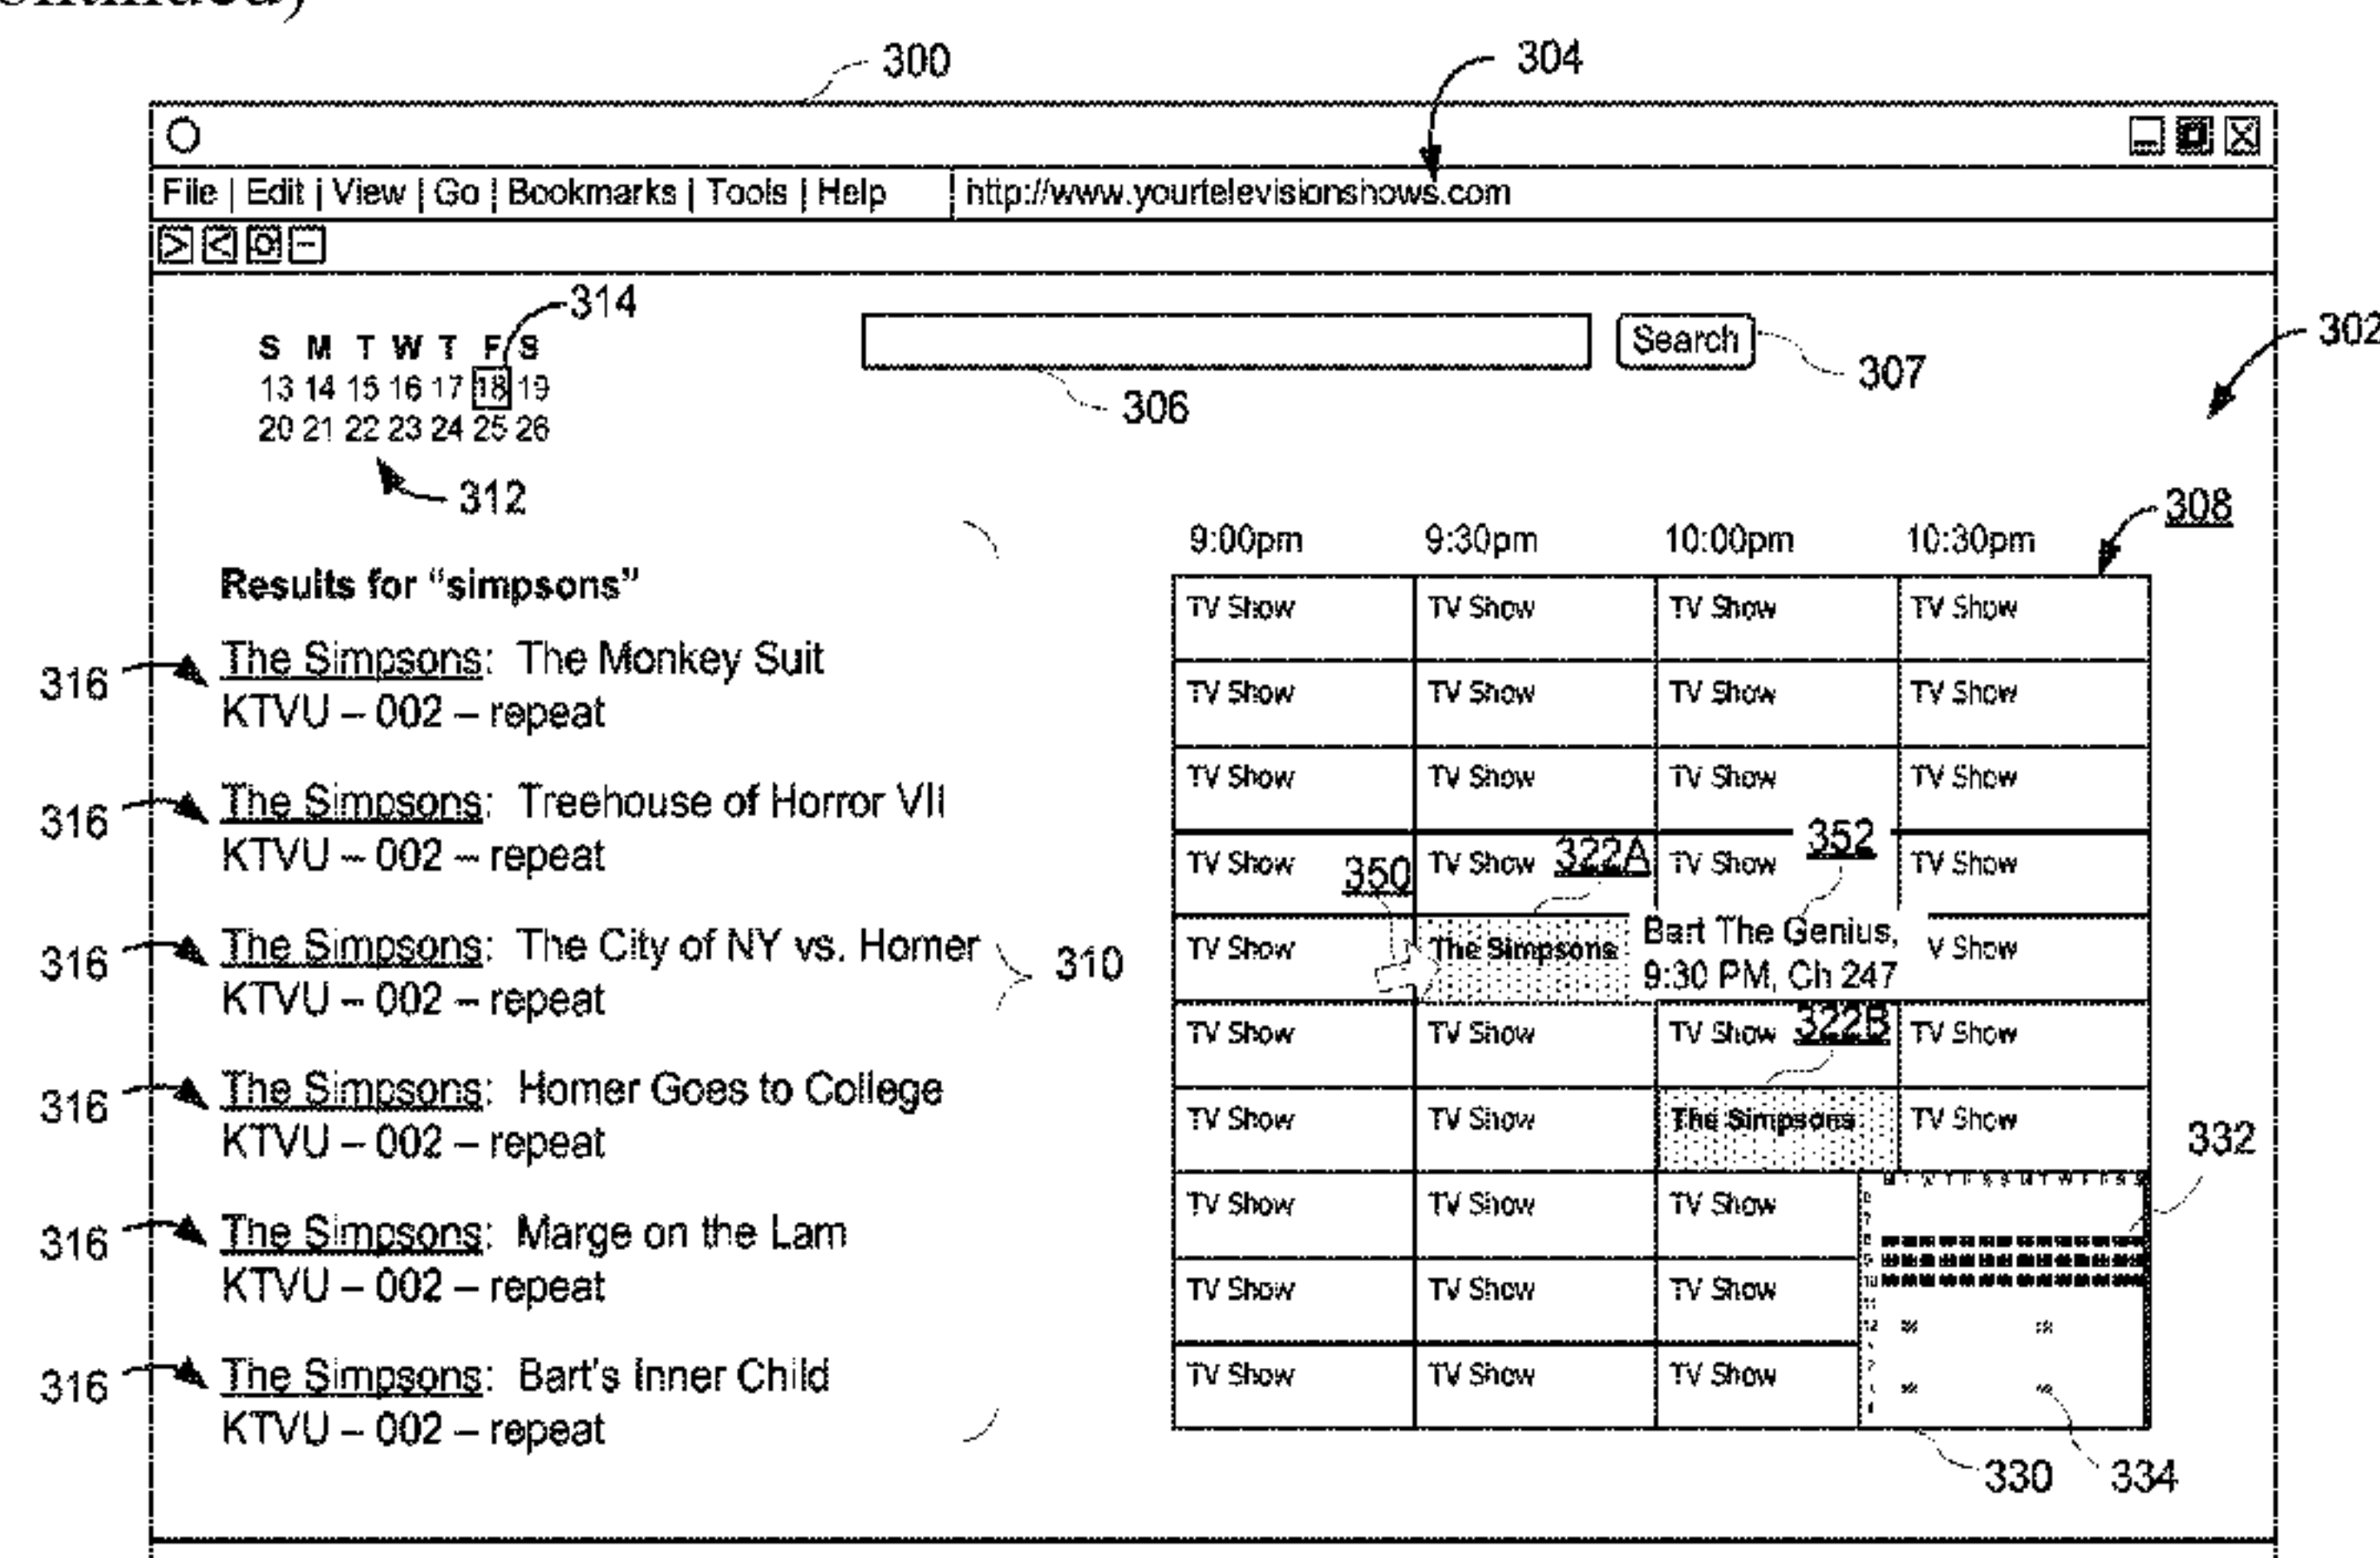 300
304
File | Edit | View | Go | Bookmarks | Tools | Help
http://www.yourtelevisionshows.com
314
S M T W T F S
13 14 15 16 17 18 19
20 21 22 23 24 25 26
312
Search
302
307
306
308
9:00pm 9:30pm 10:00pm 10:30pm
Results for “simpsons”
316
The Simpsons: The Monkey Suit
KTVU – 002 – repeat
316
The Simpsons: Treehouse of Horror VII
KTVU – 002 – repeat
316
The Simpsons: The City of NY vs. Homer
KTVU – 002 – repeat
310
316
The Simpsons: Homer Goes to College
KTVU – 002 – repeat
316
The Simpsons: Marge on the Lam
KTVU – 002 – repeat
316
The Simpsons: Bart's Inner Child
KTVU – 002 – repeat
TV Show TV Show TV Show TV Show
TV Show TV Show TV Show TV Show
TV Show TV Show TV Show TV Show
352
TV Show 350 TV Show 322A TV Show TV Show
TV Show The Simpsons Bart The Genius, V Show
9:30 PM, Ch 247
TV Show TV Show TV Show 322B TV Show
TV Show TV Show The Simpsons TV Show
332
TV Show TV Show TV Show
TV Show TV Show TV Show
TV Show TV Show TV Show
330
334